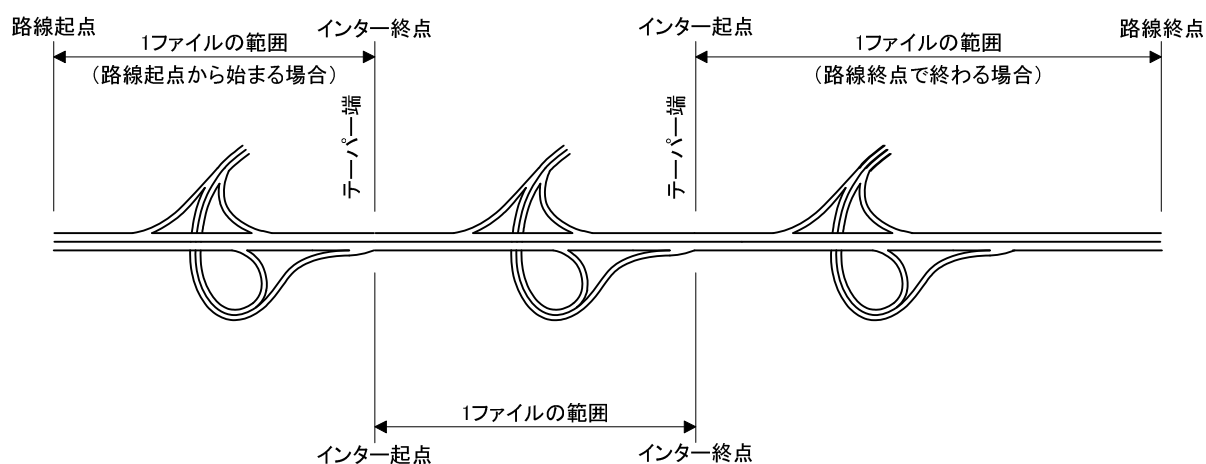 路線起点
インター終点
インター起点
路線終点
1ファイルの範囲
(路線起点から始まる場合)
1ファイルの範囲
(路線終点で終わる場合)
テーパー端
テーパー端
1ファイルの範囲
インター起点
インター終点